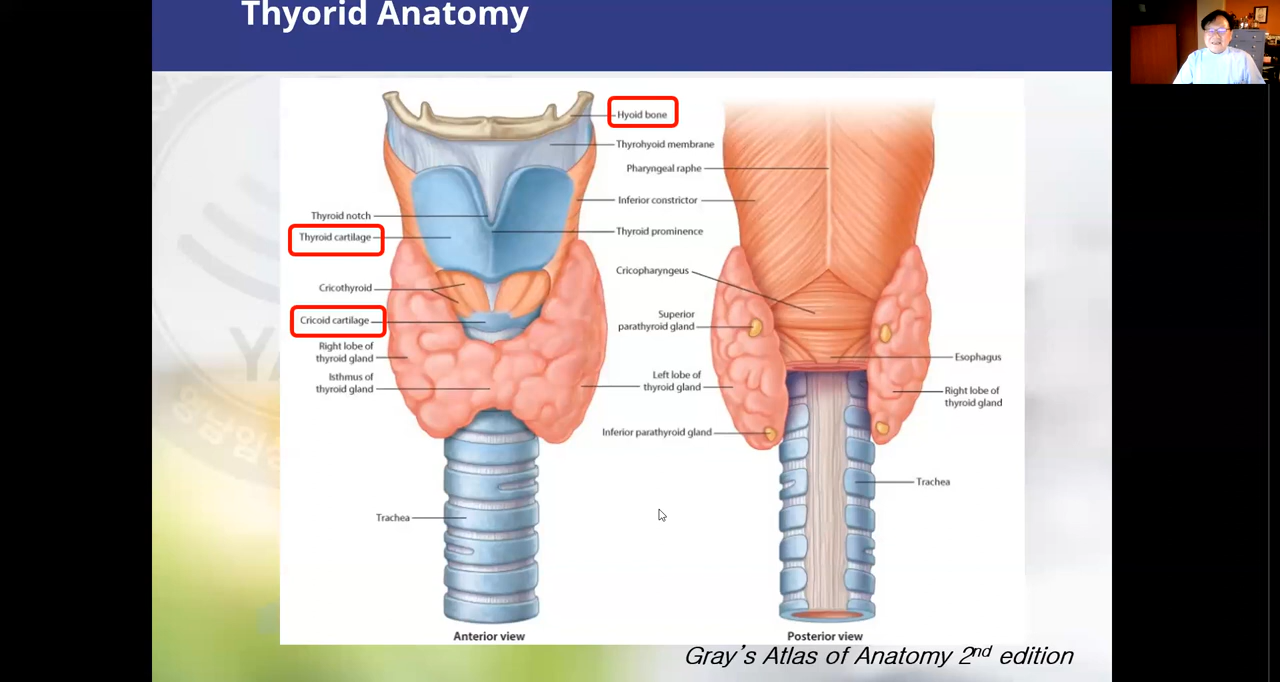 Thyorid Anatomy
Hyoid bone
Thyrohyoid membrane
Pharyngeal raphe
Inferior constrictor
Thyroid notch
Thyroid prominence
Thyroid cartilage
Cricopharyngeus
Cricothyroid
Superior
parathyroid gland
Cricoid cartilage
Right lobe of
thyroid gland
Esophagus
Isthmus of
thyroid gland
Left lobe of
thyroid gland
Right lobe of
thyroid gland
Inferior parathyroid gland
Trachea
Trachea
Anterior view
Posterior view
Gray's Atlas of Anatomy 2nd edition